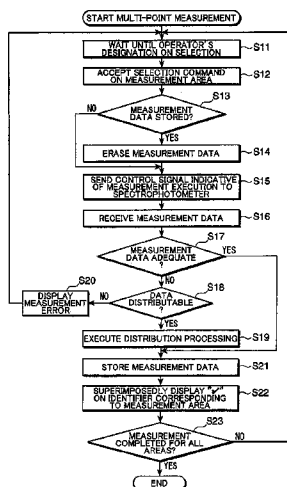 START MULTI-POINT MEASUREMENT
WAIT UNTIL OPERATOR'S
DESIGNATION ON SELECTION
S11
ACCEPT SELECTION COMMAND
ON MEASUREMENT AREA
S12
S13
NO
MEASUREMENT
DATA STORED?
YES
ERASE MEASUREMENT DATA
S14
SEND CONTROL SIGNAL INDICATIVE
OF MEASUREMENT EXECUTION TO
SPECTROPHOTOMETER
S15
RECEIVE MEASUREMENT DATA
S16
S17
MEASUREMENT
DATA ADEQUATE
?
YES
NO
S20
DISPLAY
MEASUREMENT
ERROR
NO
S18
DATA
DISTRIBUTABLE
?
YES
EXECUTE DISTRIBUTION PROCESSING
S19
STORE MEASUREMENT DATA
S21
SUPERIMPOSEDLY DISPLAY "✓"
ON IDENTIFIER CORRESPONDING
TO MEASUREMENT AREA
S22
S23
MEASUREMENT
COMPLETED FOR ALL
AREAS?
NO
YES
END